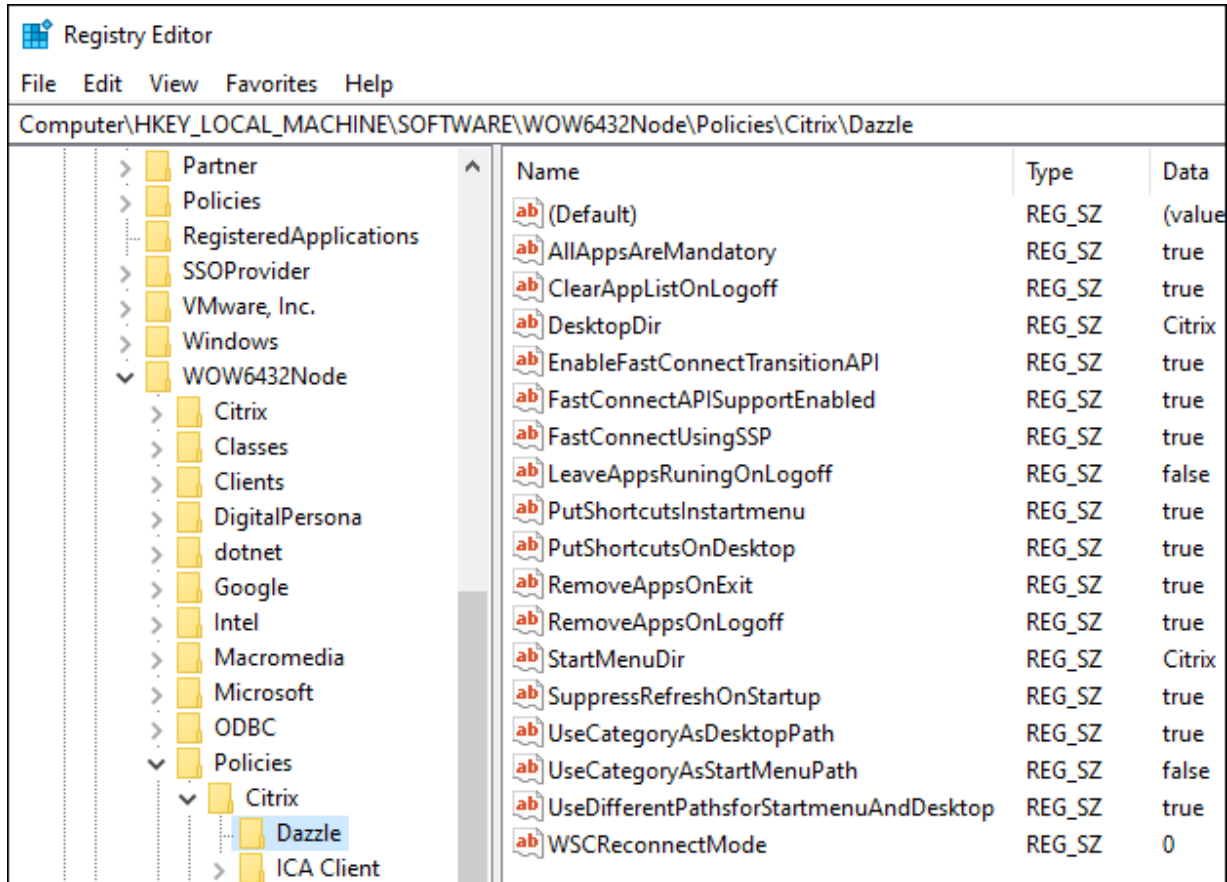 Registry Editor
File Edit View Favorites Help
Computer\HKEY_LOCAL_MACHINE\SOFTWARE\WOW6432Node\Policies\Citrix\Dazzle
Partner
Policies
RegisteredApplications
SSOProvider
VMware, Inc.
Windows
WOW6432Node
Citrix
Classes
Clients
DigitalPersona
dotnet
Google
Intel
Macromedia
Microsoft
ODBC
Policies
Citrix
Dazzle
ICA Client
Name Type Data
(Default) REG_SZ (value
AllAppsAreMandatory REG_SZ true
ClearAppListOnLogoff REG_SZ true
DesktopDir REG_SZ Citrix
EnableFastConnectTransitionAPI REG_SZ true
FastConnectAPISupportEnabled REG_SZ true
FastConnectUsingSSP REG_SZ true
LeaveAppsRuningOnLogoff REG_SZ false
PutShortcutsInstartmenu REG_SZ true
PutShortcutsOnDesktop REG_SZ true
RemoveAppsOnExit REG_SZ true
RemoveAppsOnLogoff REG_SZ true
StartMenuDir REG_SZ Citrix
SuppressRefreshOnStartup REG_SZ true
UseCategoryAsDesktopPath REG_SZ true
UseCategoryAsStartMenuPath REG_SZ false
UseDifferentPathsforStartmenuAndDesktop REG_SZ true
WSCReconnectMode REG_SZ 0